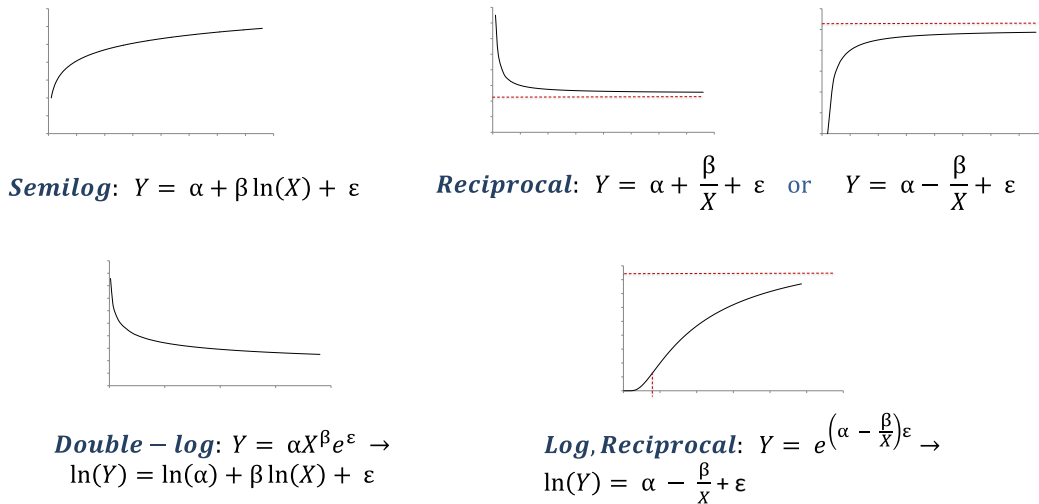 Semilog: Y = α + β ln(X) + ε
Reciprocal: Y = α + β/X + ε or Y = α − β/X + ε
Double − log: Y = αX^β e^ε →
ln(Y) = ln(α) + β ln(X) + ε
Log, Reciprocal: Y = e^(α − β/X)ε →
ln(Y) = α − β/X + ε